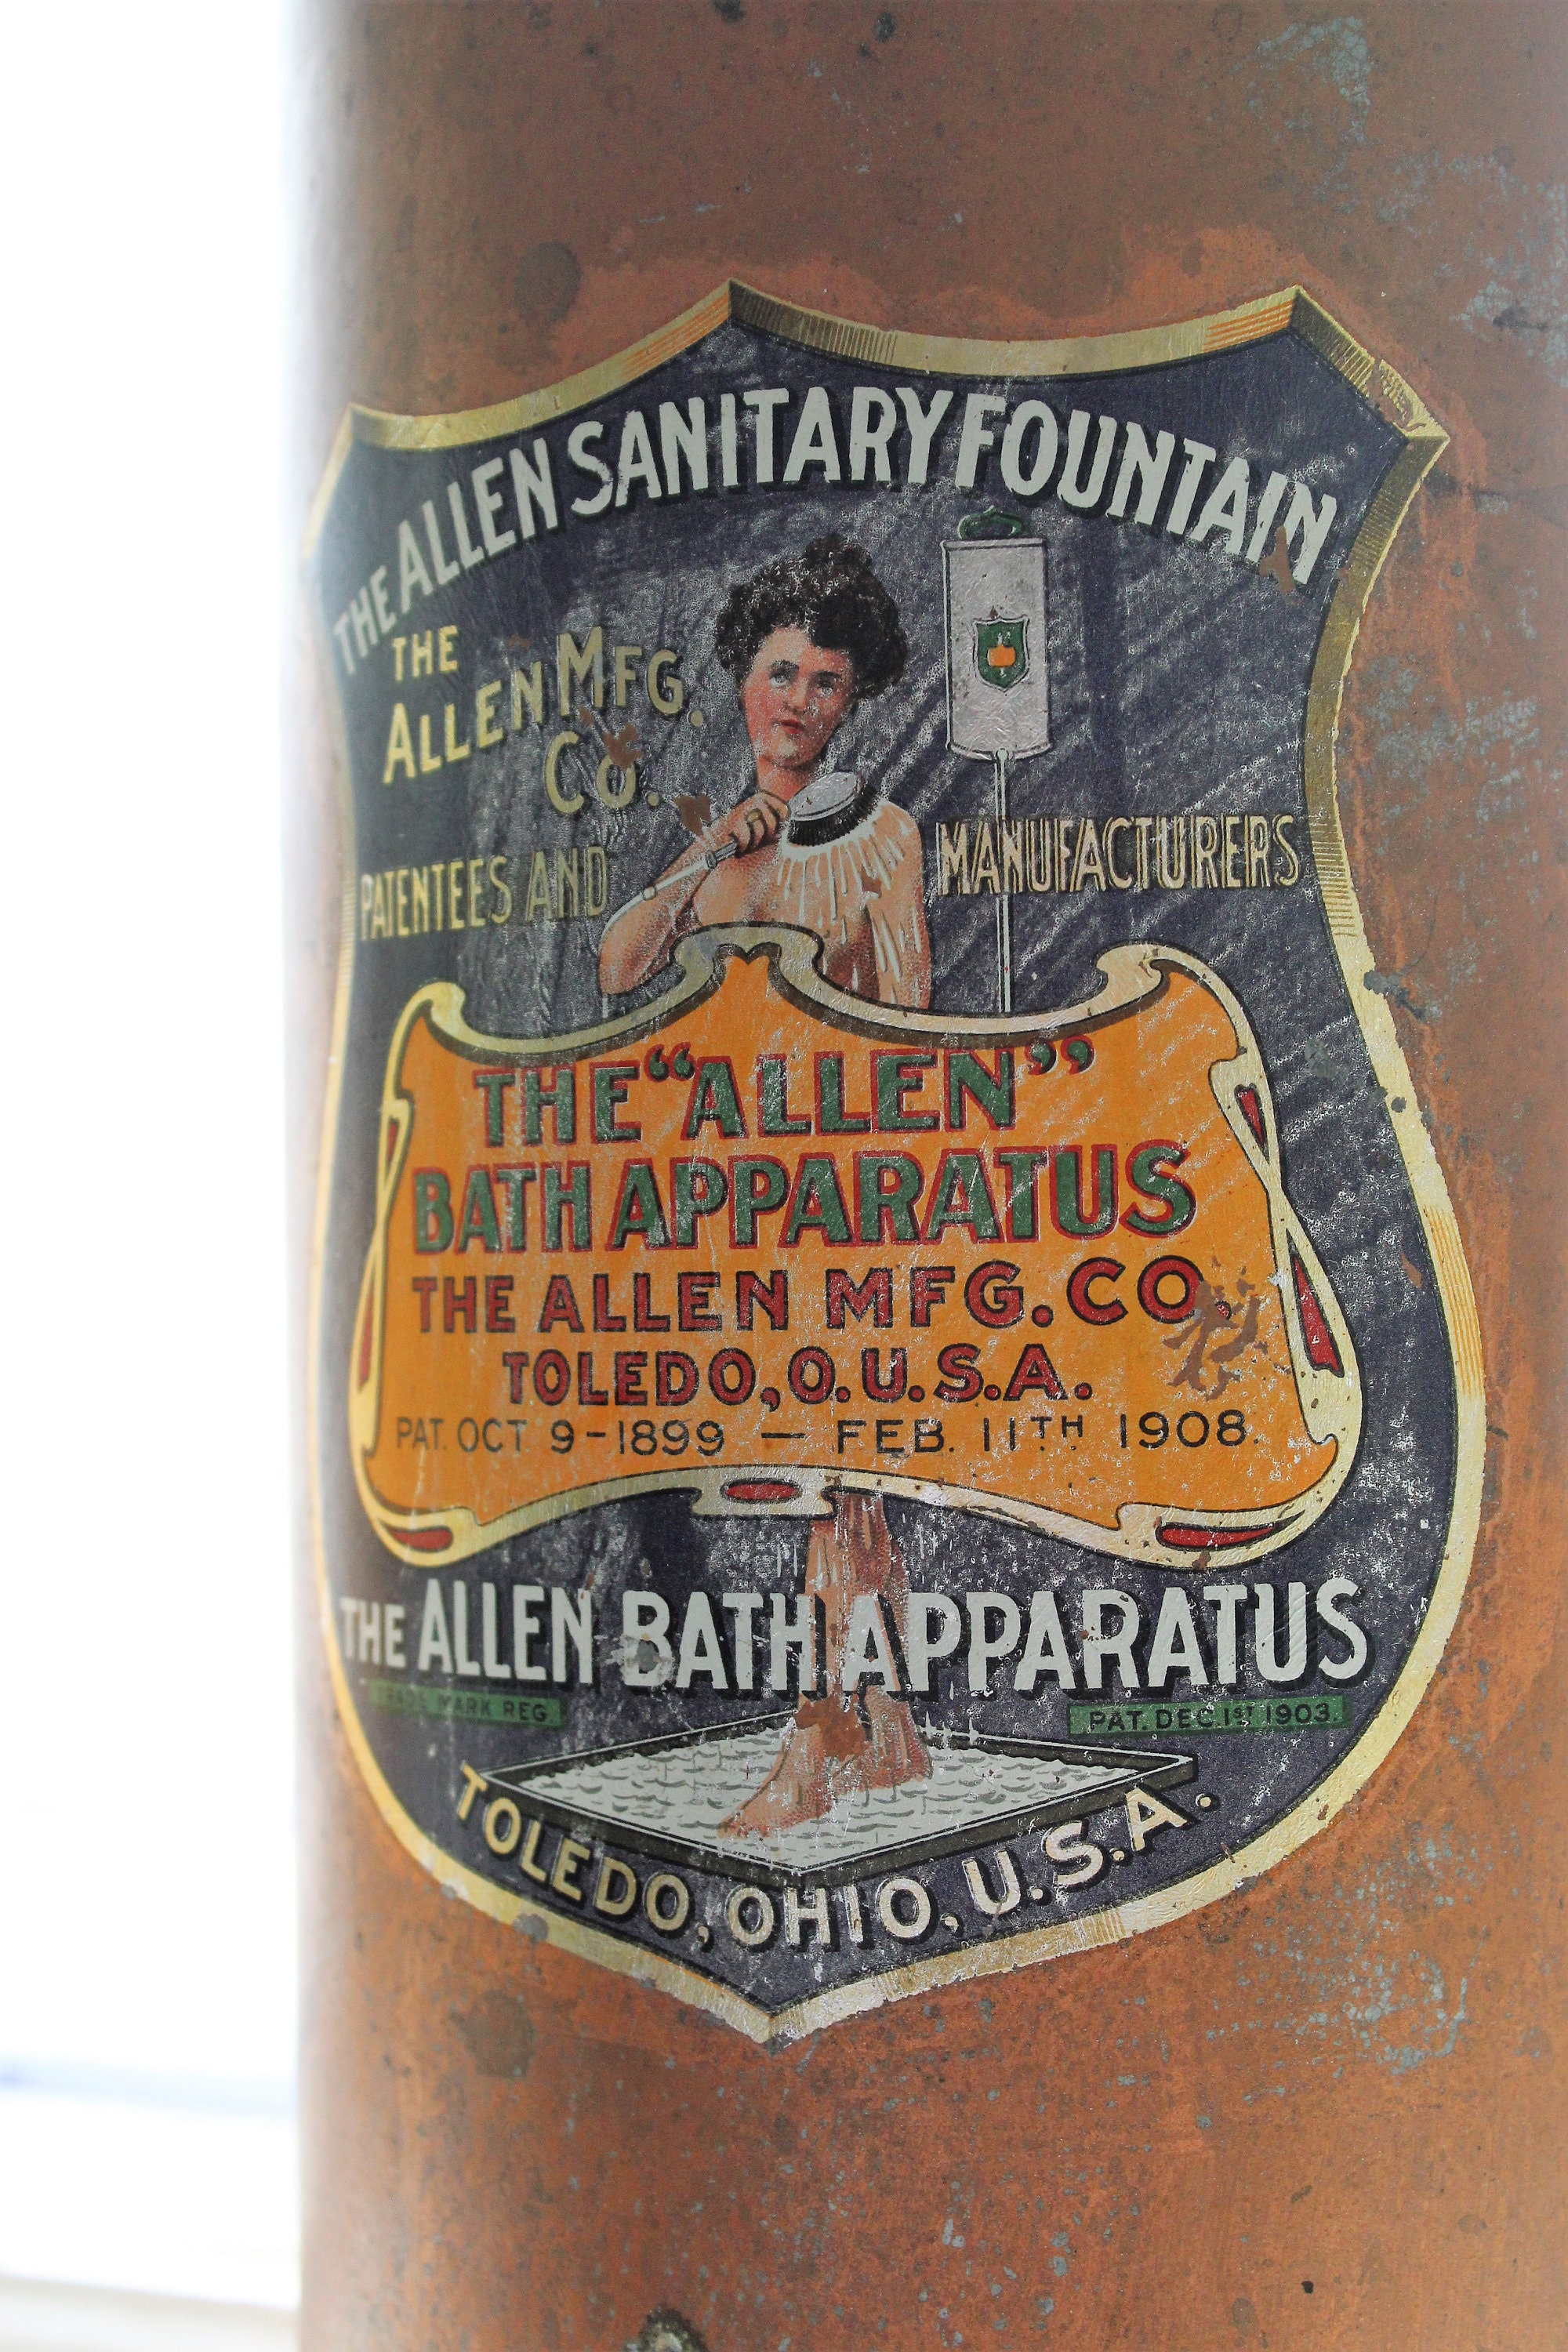 THE ALLEN SANITARY FOUNTAIN
THE
ALLEN MFG.
CO.
PATENTEES AND MANUFACTURERS
THE “ALLEN”
BATH APPARATUS
THE ALLEN MFG. CO.
TOLEDO, O. U.S.A.
PAT. OCT 9-1899 — FEB. 11TH 1908.
THE ALLEN BATH APPARATUS
MARK REG.
PAT. DEC 1ST 1903.
TOLEDO, OHIO, U.S.A.